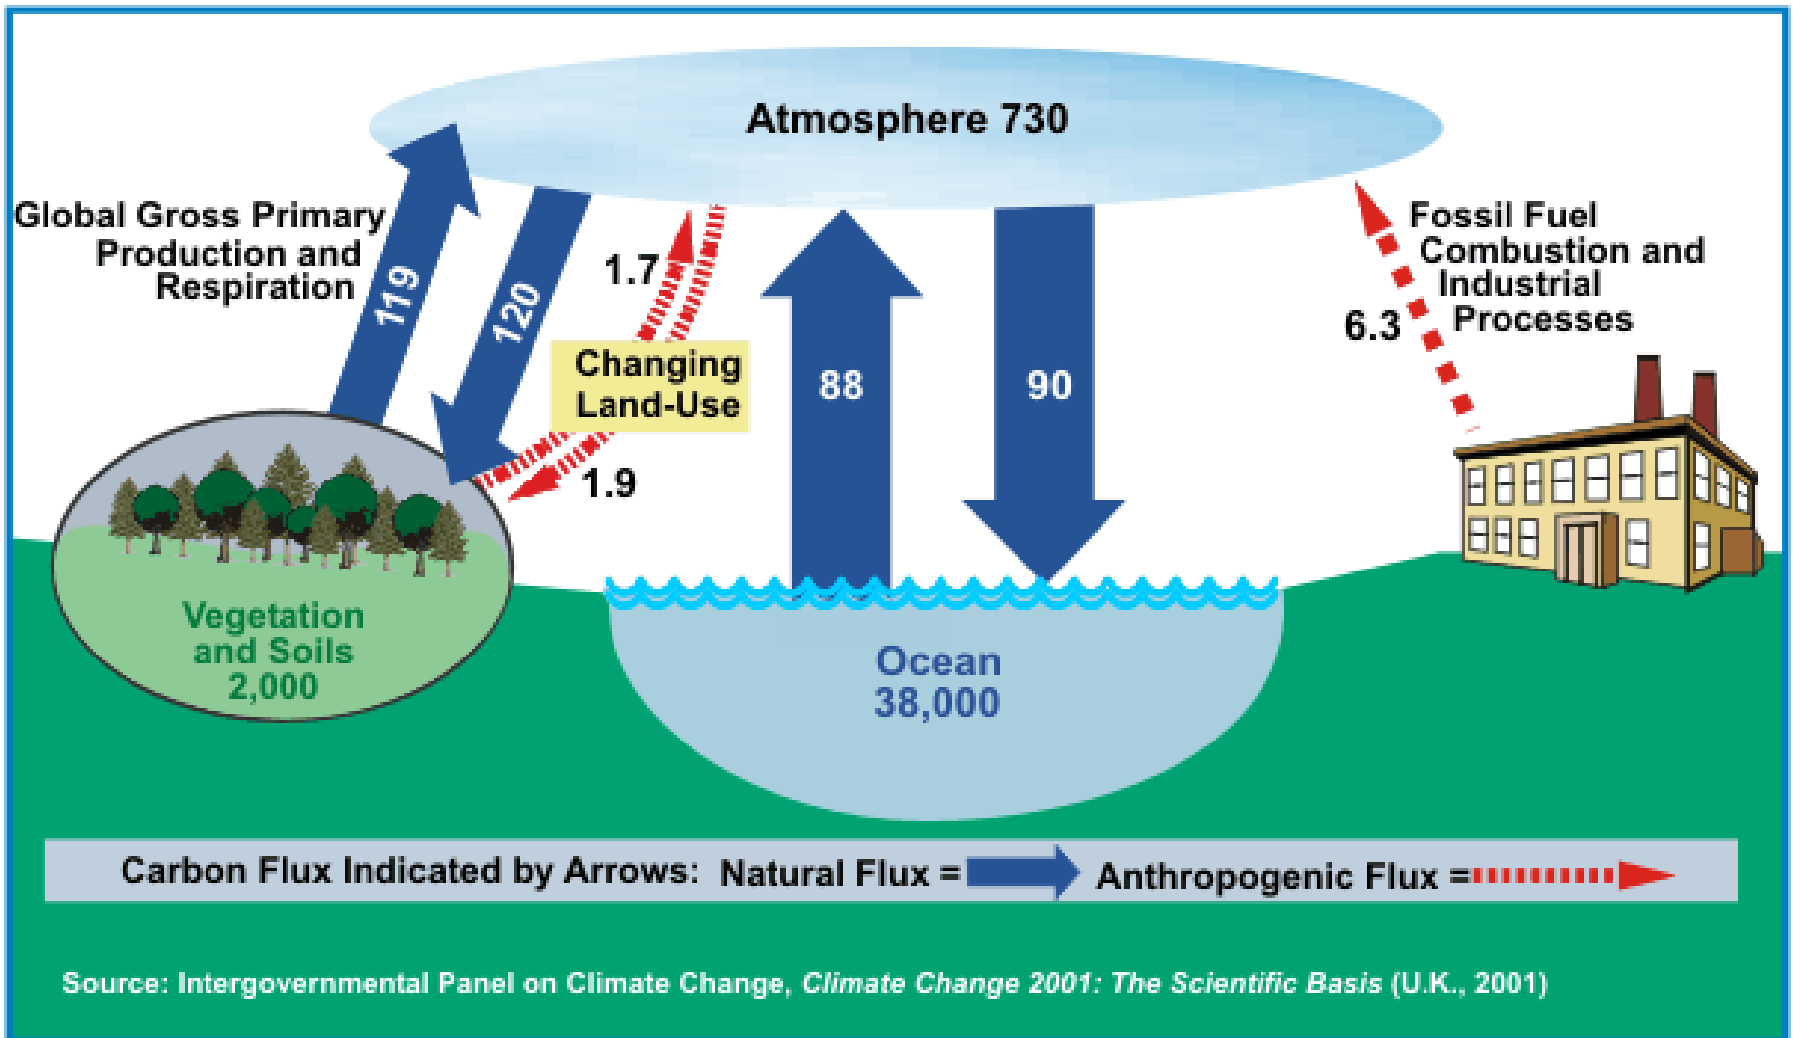 Atmosphere 730
Global Gross Primary
Production and
Respiration
119
120
1.7
Changing
Land-Use
1.9
88
90
Fossil Fuel
Combustion and
Industrial
Processes
6.3
Vegetation
and Soils
2,000
Ocean
38,000
Carbon Flux Indicated by Arrows: Natural Flux = Anthropogenic Flux =
Source: Intergovernmental Panel on Climate Change, Climate Change 2001: The Scientific Basis (U.K., 2001)